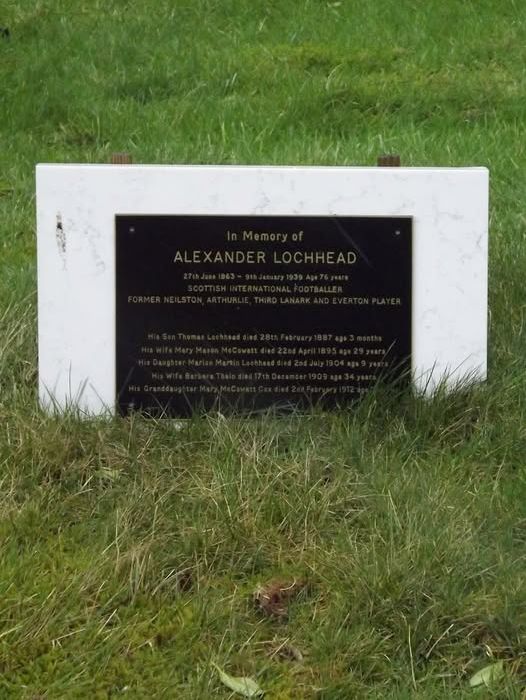 In Memory of
ALEXANDER LOCHHEAD
27th June 1863 - 9th January 1939 Age 76 years
SCOTTISH INTERNATIONAL FOOTBALLER
FORMER NEILSTON, ARTHURLIE, THIRD LANARK AND EVERTON PLAYER
His Son Thomas Lochhead died 28th February 1887 age 3 months
His Wife Mary Mason McCowatt died 22nd April 1895 age 29 years
His Daughter Marion Martin Lochhead died 2nd July 1904 age 9 years
His Wife Barbara Thain died 17th December 1909 age 34 years
His Granddaughter Mary McCowatt Cox died 2nd February 1912 age